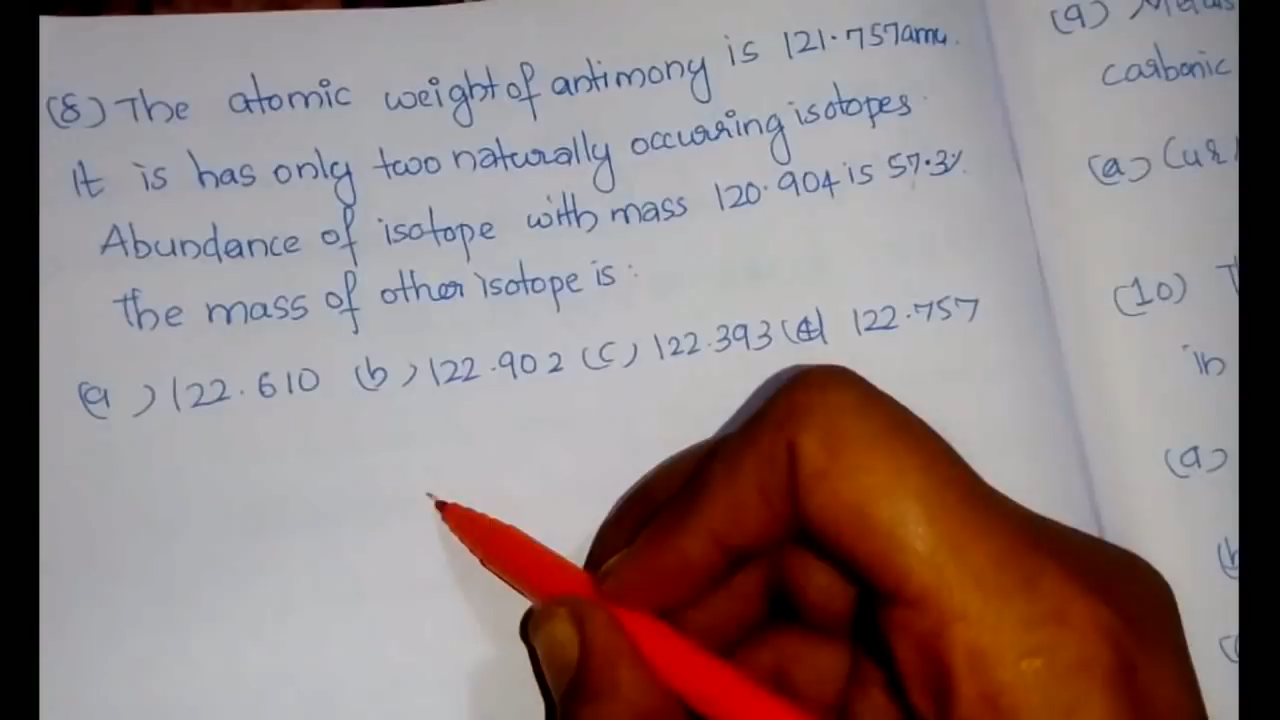 (8) The atomic weight of antimony is 121.757amu.
It is has only two naturally occurring isotopes.
Abundance of isotope with mass 120.904 is 57.3%.
The mass of other isotope is:
(a) 122.610 (b) 122.902 (c) 122.393 (d) 122.757
(9)
carbonic
(a)
(10)
in
(a)